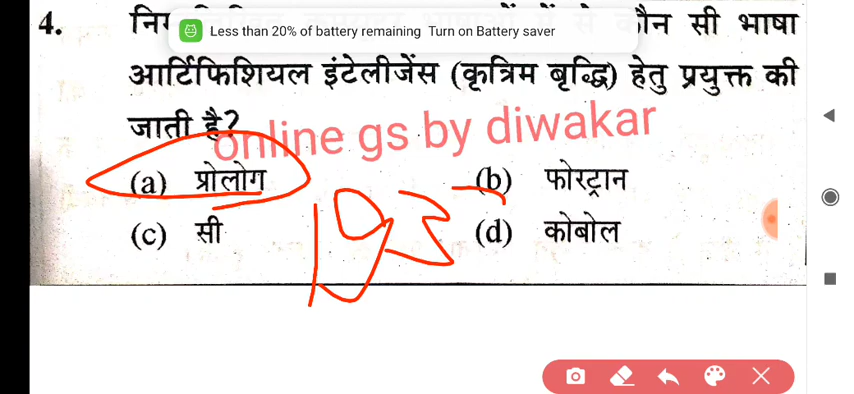 Less than 20% of battery remaining Turn on Battery saver
4. कौन सी भाषा
आर्टिफिशियल इंटेलीजेंस (कृत्रिम बृद्धि) हेतु प्रयुक्त की
जाती है?
online gs by diwakar
(a) प्रोलोग (b) फोरट्रान
(c) सी (d) कोबोल